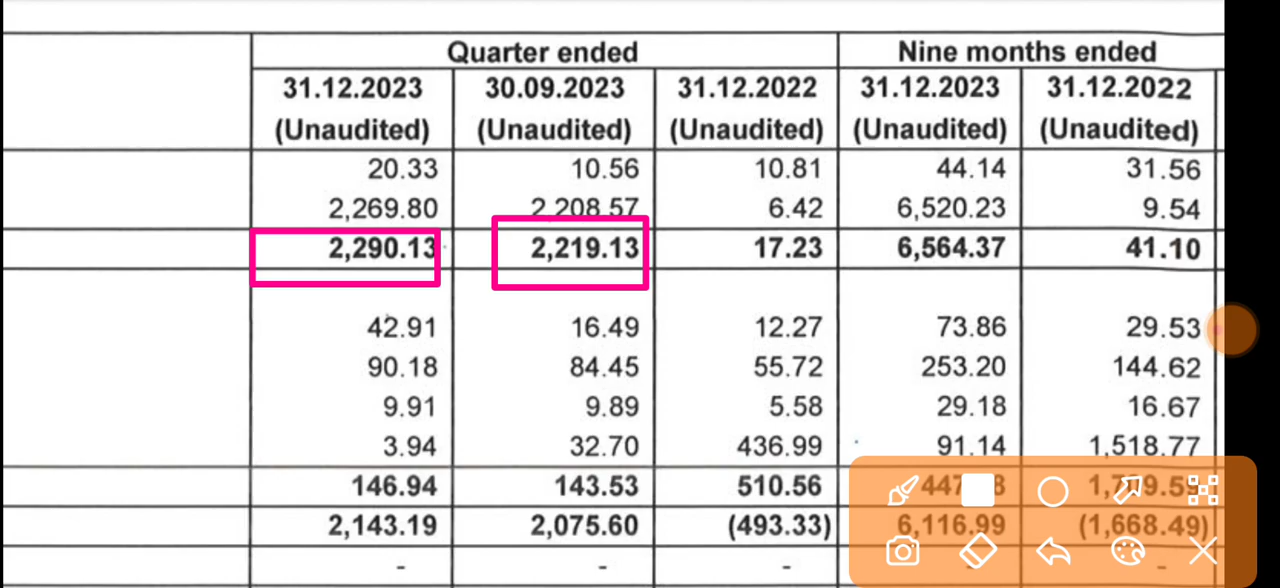 Quarter ended Nine months ended
31.12.2023 30.09.2023 31.12.2022 31.12.2023 31.12.2022
(Unaudited) (Unaudited) (Unaudited) (Unaudited) (Unaudited)
20.33 10.56 10.81 44.14 31.56
2,269.80 2,208.57 6.42 6,520.23 9.54
2,290.13 2,219.13 17.23 6,564.37 41.10
42.91 16.49 12.27 73.86 29.53
90.18 84.45 55.72 253.20 144.62
9.91 9.89 5.58 29.18 16.67
3.94 32.70 436.99 91.14 1,518.77
146.94 143.53 510.56
2,143.19 2,075.60 (493.33) 6,116.99 (1,668.49)
- - - - -